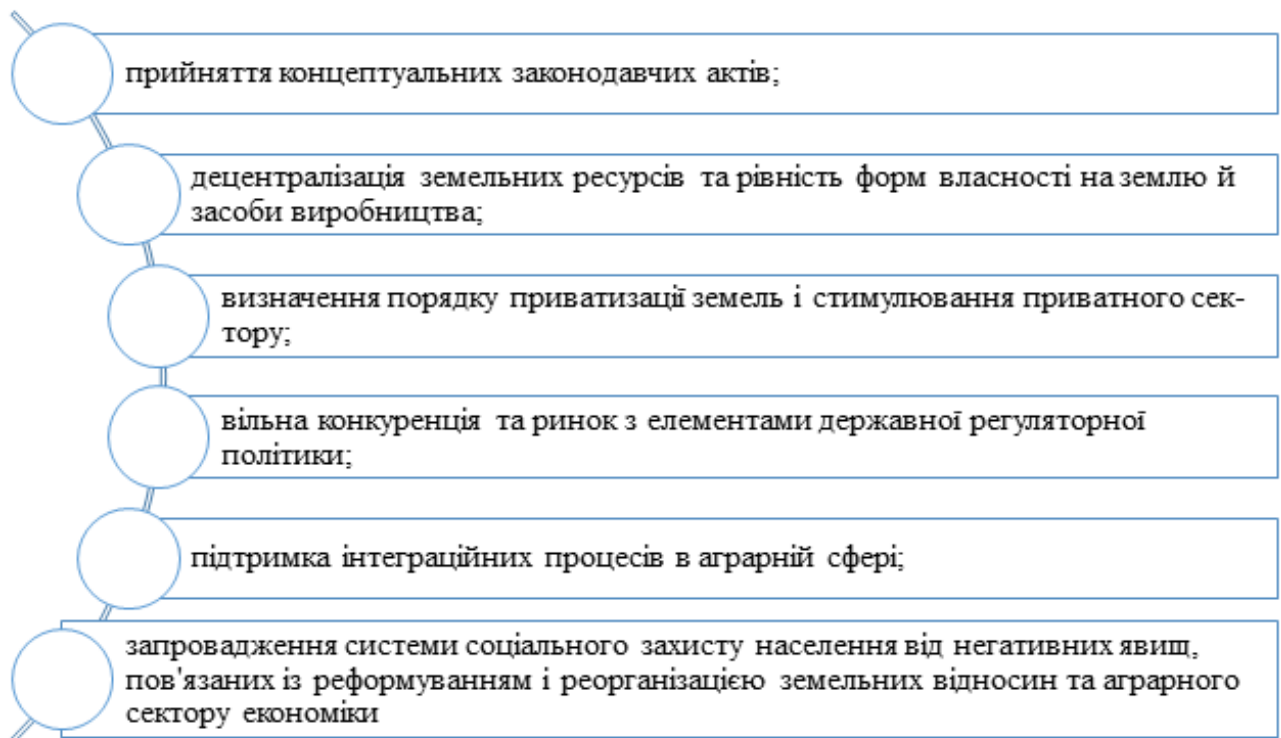 прийняття концептуальних законодавчих актів;
децентралізація земельних ресурсів та рівність форм власності на землю й
засоби виробництва;
визначення порядку приватизації земель і стимулювання приватного сек-
тору;
вільна конкуренція та ринок з елементами державної регуляторної
політики;
підтримка інтеграційних процесів в аграрній сфері;
запровадження системи соціального захисту населення від негативних явищ,
пов'язаних із реформуванням і реорганізацією земельних відносин та аграрного
сектору економіки